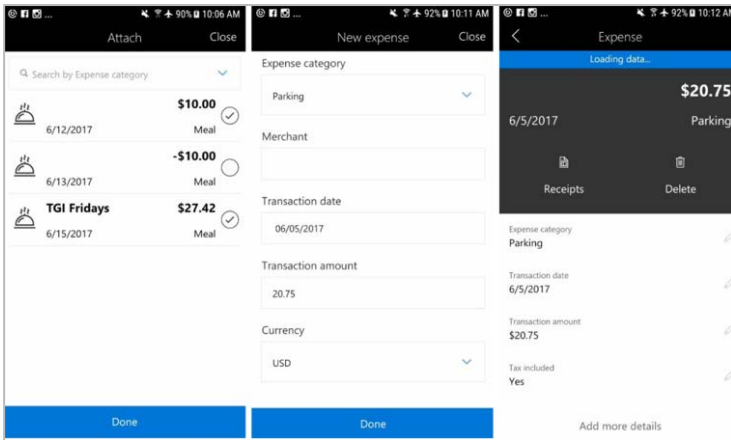 90% 10:06 AM
Attach
Close
Search by Expense category
$10.00
6/12/2017
Meal
-$10.00
6/13/2017
Meal
TGI Fridays
$27.42
6/15/2017
Meal
Done
92% 10:11 AM
New expense
Close
Expense category
Parking
Merchant
Transaction date
06/05/2017
Transaction amount
20.75
Currency
USD
Done
92% 10:12 AM
Expense
Loading data...
$20.75
6/5/2017
Parking
Receipts
Delete
Expense category
Parking
Transaction date
6/5/2017
Transaction amount
$20.75
Tax included
Yes
Add more details